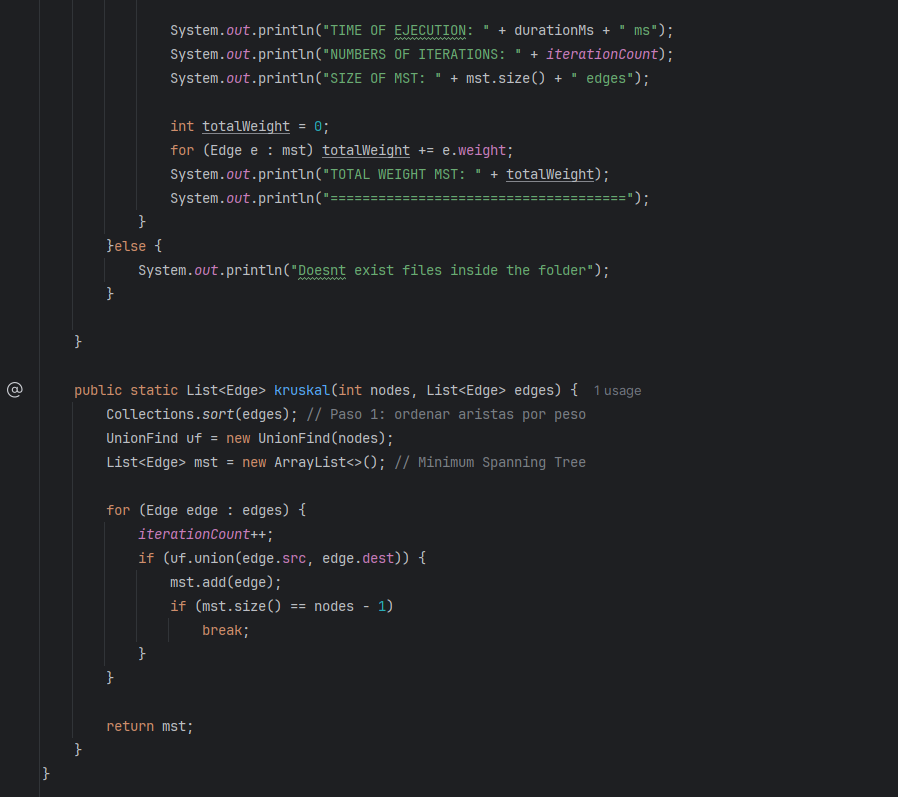 System.out.println("TIME OF EJECUTION: " + durationMs + " ms");
System.out.println("NUMBERS OF ITERATIONS: " + iterationCount);
System.out.println("SIZE OF MST: " + mst.size() + " edges");
int totalWeight = 0;
for (Edge e : mst) totalWeight += e.weight;
System.out.println("TOTAL WEIGHT MST: " + totalWeight);
System.out.println("=====================================");
}
}else {
System.out.println("Doesnt exist files inside the folder");
}
}
@ public static List<Edge> kruskal(int nodes, List<Edge> edges) { 1 usage
Collections.sort(edges); // Paso 1: ordenar aristas por peso
UnionFind uf = new UnionFind(nodes);
List<Edge> mst = new ArrayList<>(); // Minimum Spanning Tree
for (Edge edge : edges) {
iterationCount++;
if (uf.union(edge.src, edge.dest)) {
mst.add(edge);
if (mst.size() == nodes - 1)
break;
}
}
return mst;
}
}